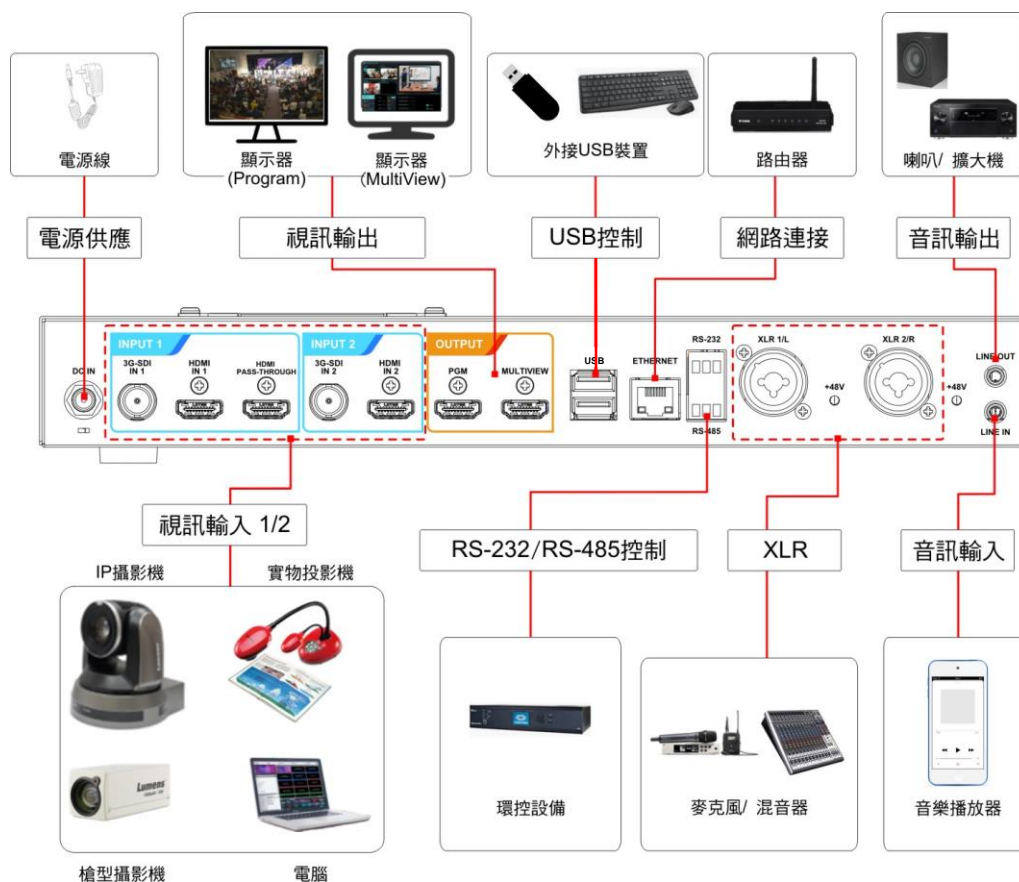 電源線
顯示器
(Program)
顯示器
(MultiView)
外接USB裝置
路由器
喇叭/ 擴大機
電源供應
視訊輸出
USB控制
網路連接
音訊輸出
INPUT 1
INPUT 2
OUTPUT
DC IN
3G-SDI
IN 1
HDMI
IN 1
HDMI
PASS-THROUGH
3G-SDI
IN 2
HDMI
IN 2
PGM
MULTIVIEW
USB
ETHERNET
RS-232
RS-485
XLR 1/L
+48V
XLR 2/R
+48V
LINE OUT
LINE IN
視訊輸入 1/2
RS-232/RS-485控制
XLR
音訊輸入
IP攝影機
實物投影機
Lumens
Lumens
槍型攝影機
電腦
環控設備
麥克風/ 混音器
音樂播放器